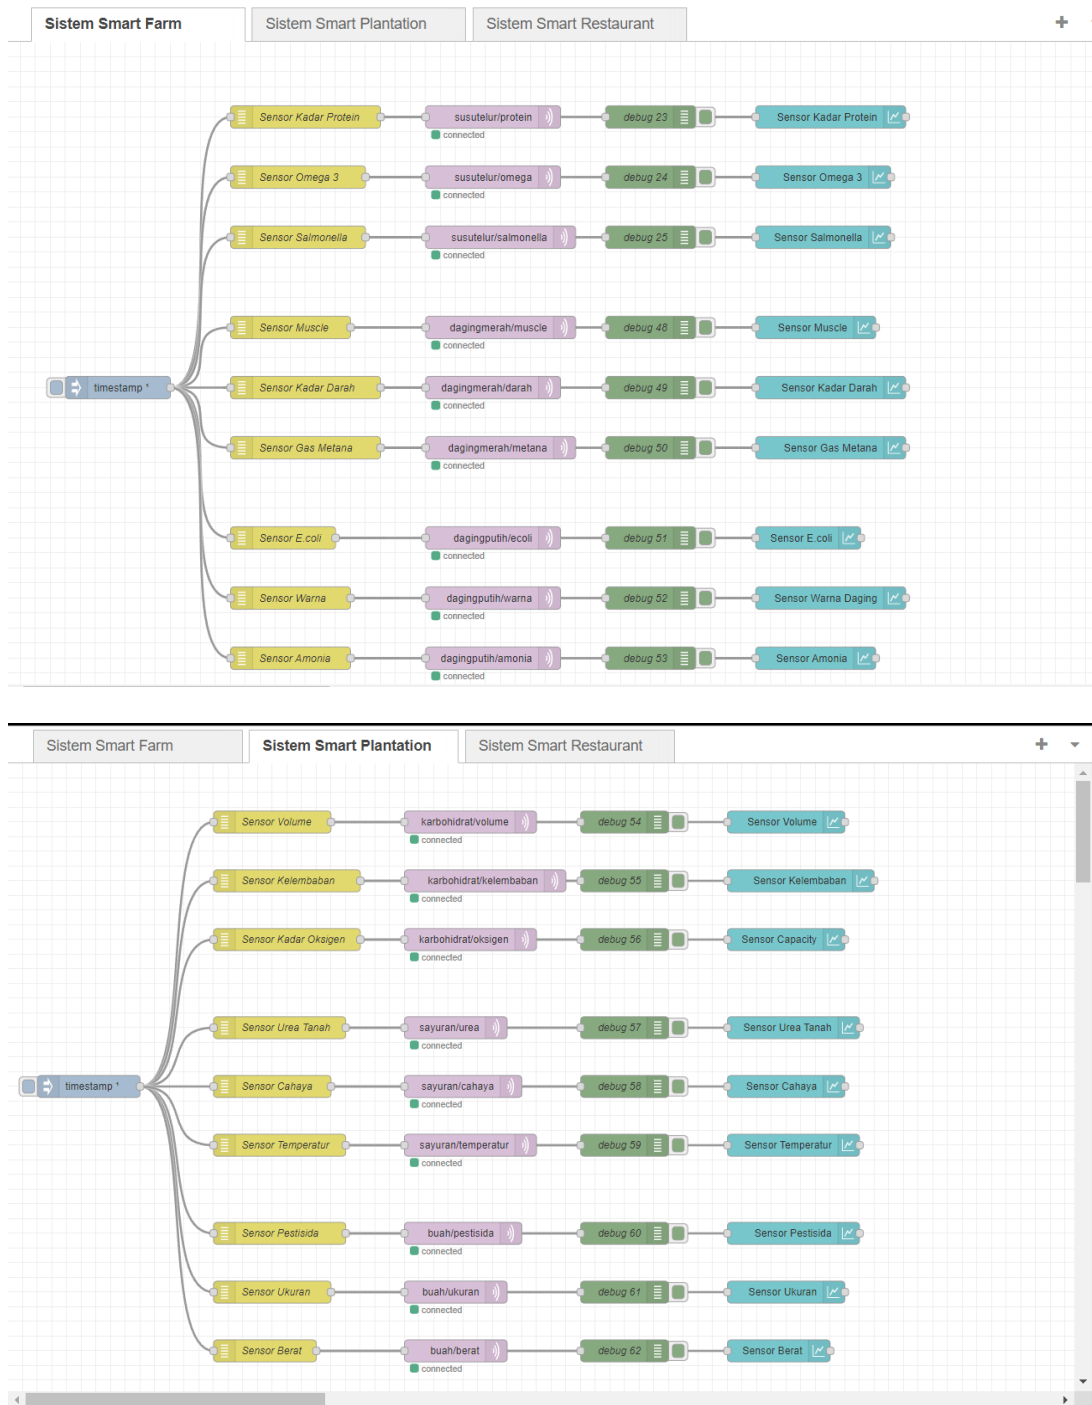 Sistem Smart Farm Sistem Smart Plantation Sistem Smart Restaurant
Sensor Kadar Protein susutelur/protein debug 23 Sensor Kadar Protein
connected
Sensor Omega 3 susutelur/omega debug 24 Sensor Omega 3
connected
Sensor Salmonella susutelur/salmonella debug 25 Sensor Salmonella
connected
Sensor Muscle dagingmerah/muscle debug 48 Sensor Muscle
connected
timestamp ¹ Sensor Kadar Darah dagingmerah/darah debug 49 Sensor Kadar Darah
connected
Sensor Gas Metana dagingmerah/metana debug 50 Sensor Gas Metana
connected
Sensor E.coli dagingputih/ecoli debug 51 Sensor E.coli
connected
Sensor Warna dagingputih/warna debug 52 Sensor Warna Daging
connected
Sensor Amonia dagingputih/amonia debug 53 Sensor Amonia
connected
Sistem Smart Farm Sistem Smart Plantation Sistem Smart Restaurant
Sensor Volume karbohidrat/volume debug 54 Sensor Volume
connected
Sensor Kelembaban karbohidrat/kelembaban debug 55 Sensor Kelembaban
connected
Sensor Kadar Oksigen karbohidrat/oksigen debug 56 Sensor Capacity
connected
Sensor Urea Tanah sayuran/urea debug 57 Sensor Urea Tanah
connected
timestamp ¹ Sensor Cahaya sayuran/cahaya debug 58 Sensor Cahaya
connected
Sensor Temperatur sayuran/temperatur debug 59 Sensor Temperatur
connected
Sensor Pestisida buah/pestisida debug 60 Sensor Pestisida
connected
Sensor Ukuran buah/ukuran debug 61 Sensor Ukuran
connected
Sensor Berat buah/berat debug 62 Sensor Berat
connected